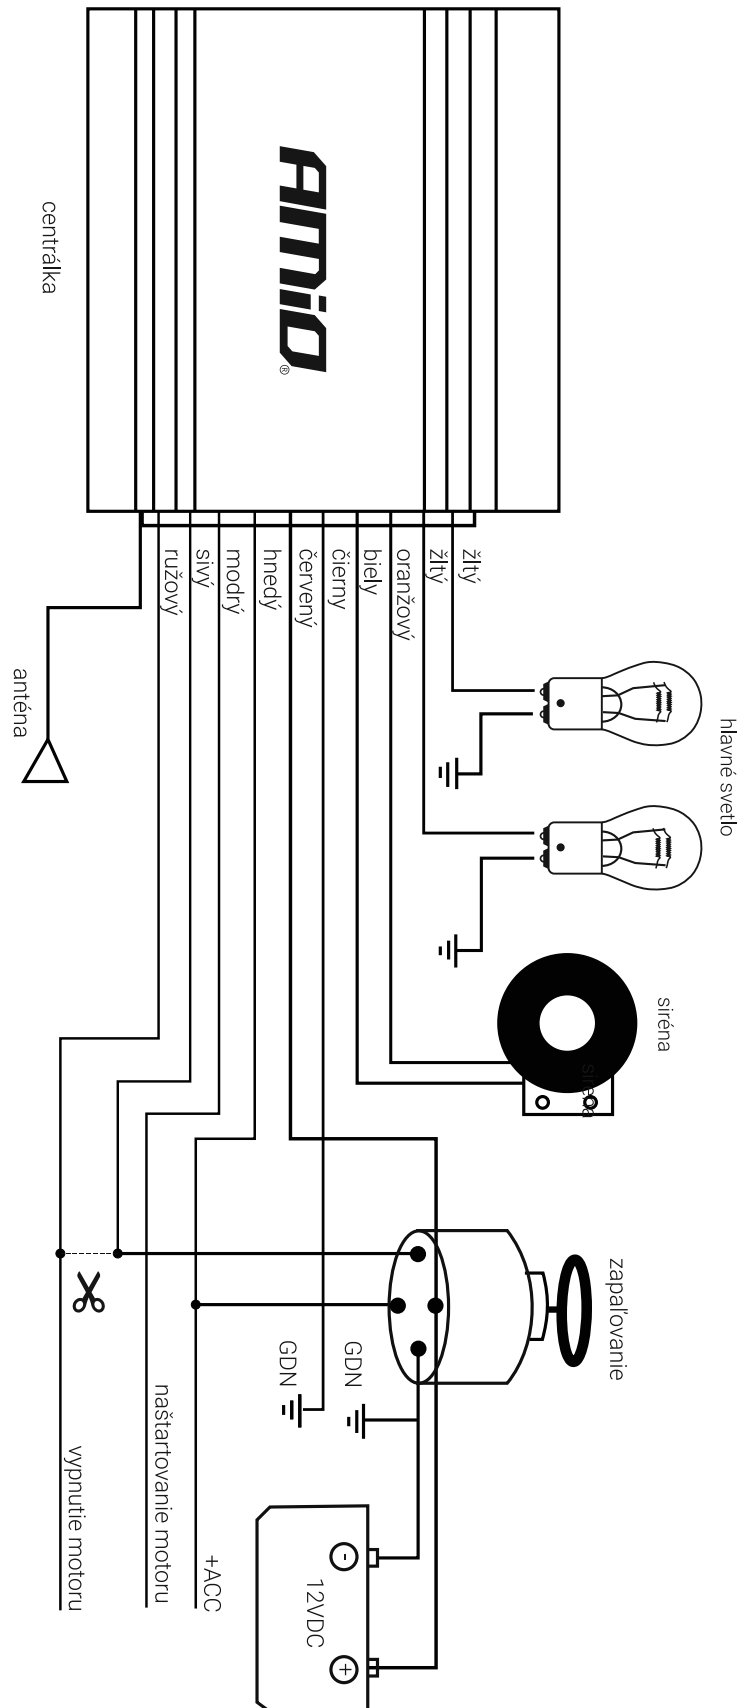 AMiO®
centrálka
žltý
žltý
oranžový
biely
čierny
červený
hnedý
modrý
sivý
ružový
anténa
hlavné svetlo
siréna
siréna
zapaľovanie
GDN
GDN
12VDC
-
+
+ACC
naštartovanie motoru
vypnutie motoru